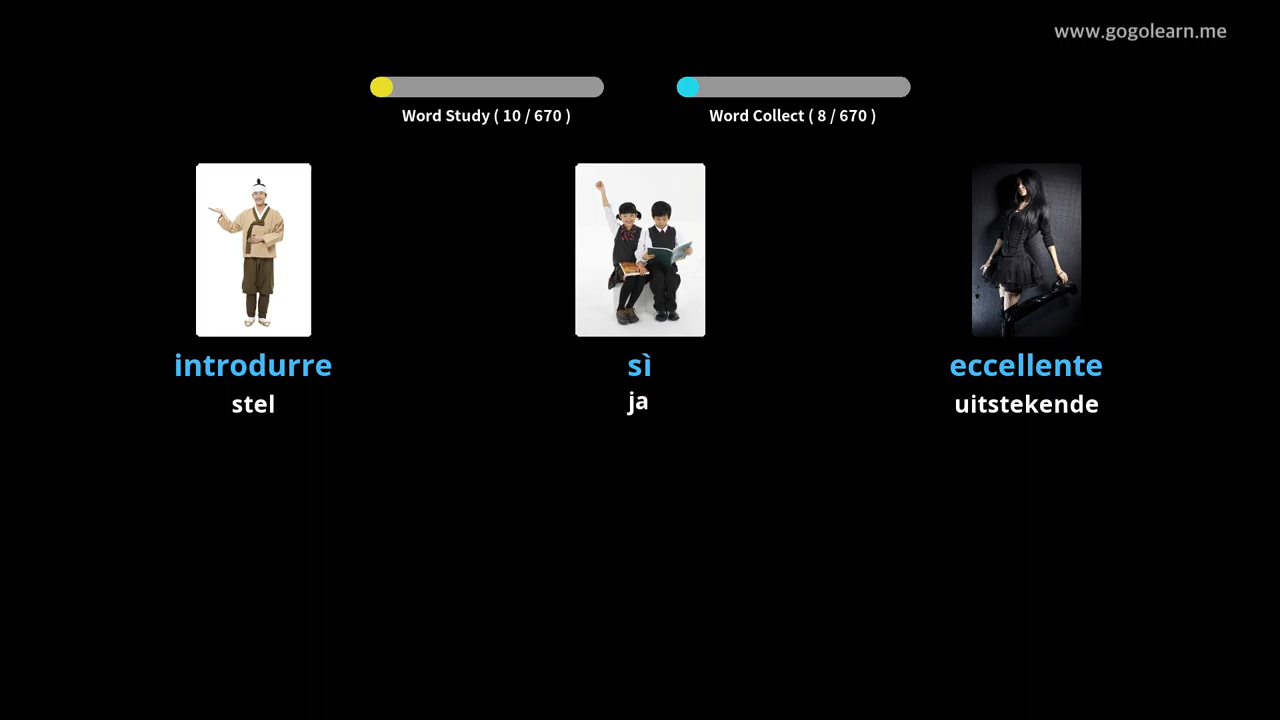 www.gogolearn.me
Word Study ( 10 / 670 )
Word Collect ( 8 / 670 )
introdurre
stel
sì
ja
eccellente
uitstekende